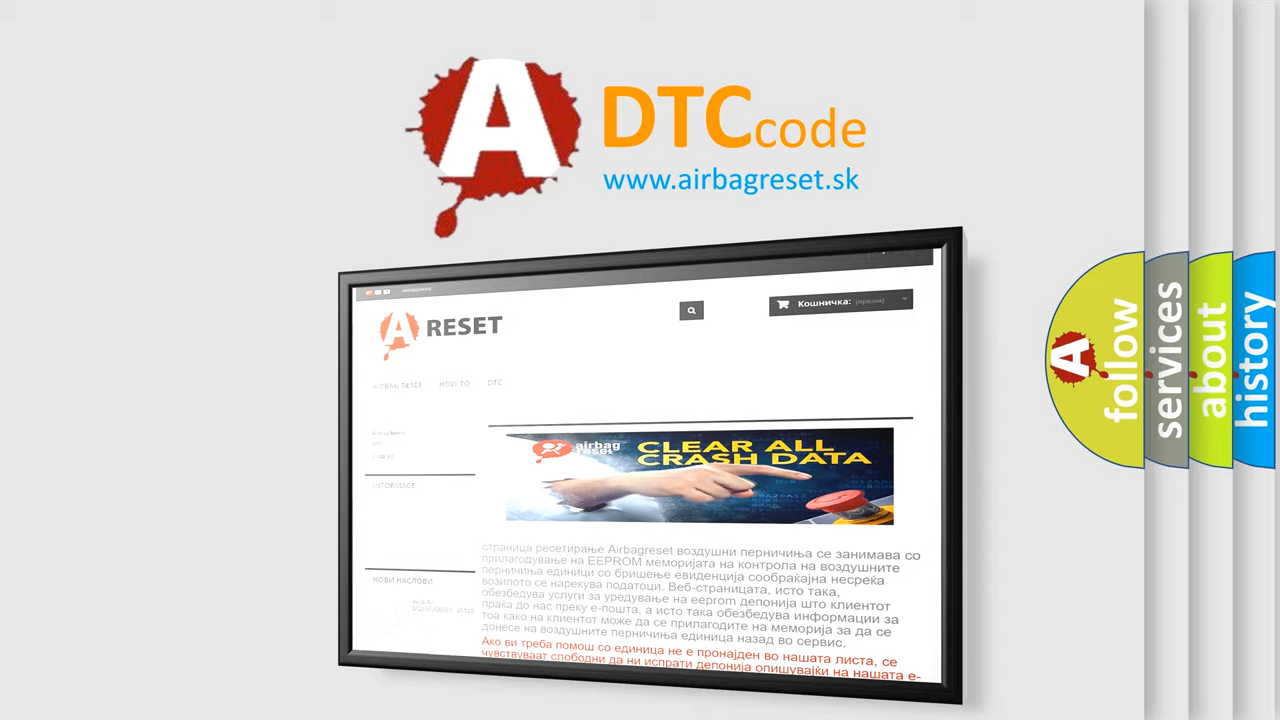 A
DTC code
www.airbagreset.sk
A RESET
Кошничка: (празна)
AIRBAG RESET HOW TO DTC
airbag
reset
CLEAR ALL
CRASH DATA
INFORMACE
НОВИ НАСЛОВИ
страница ресетирање Airbagreset воздушни перничиња се занимава со
прилагодување на EEPROM меморијата на контрола на воздушните
перничиња единици со бришење евиденција сообраќајна несреќа
возилото се нарекува податоци. Веб-страницата, исто така,
обезбедува услуги за уредување на eeprom депонија што клиентот
праќа до нас преку е-пошта, а исто така обезбедува информации за
тоа како на клиентот може да се прилагодите на меморија за да се
донесе на воздушните перничиња единица назад во сервис.
Ако ви треба помош со единица не е пронајден во нашата листа, се
чувствуваат слободни да ни испрати депонија опишувајќи на нашата е-
A
follow
services
about
history